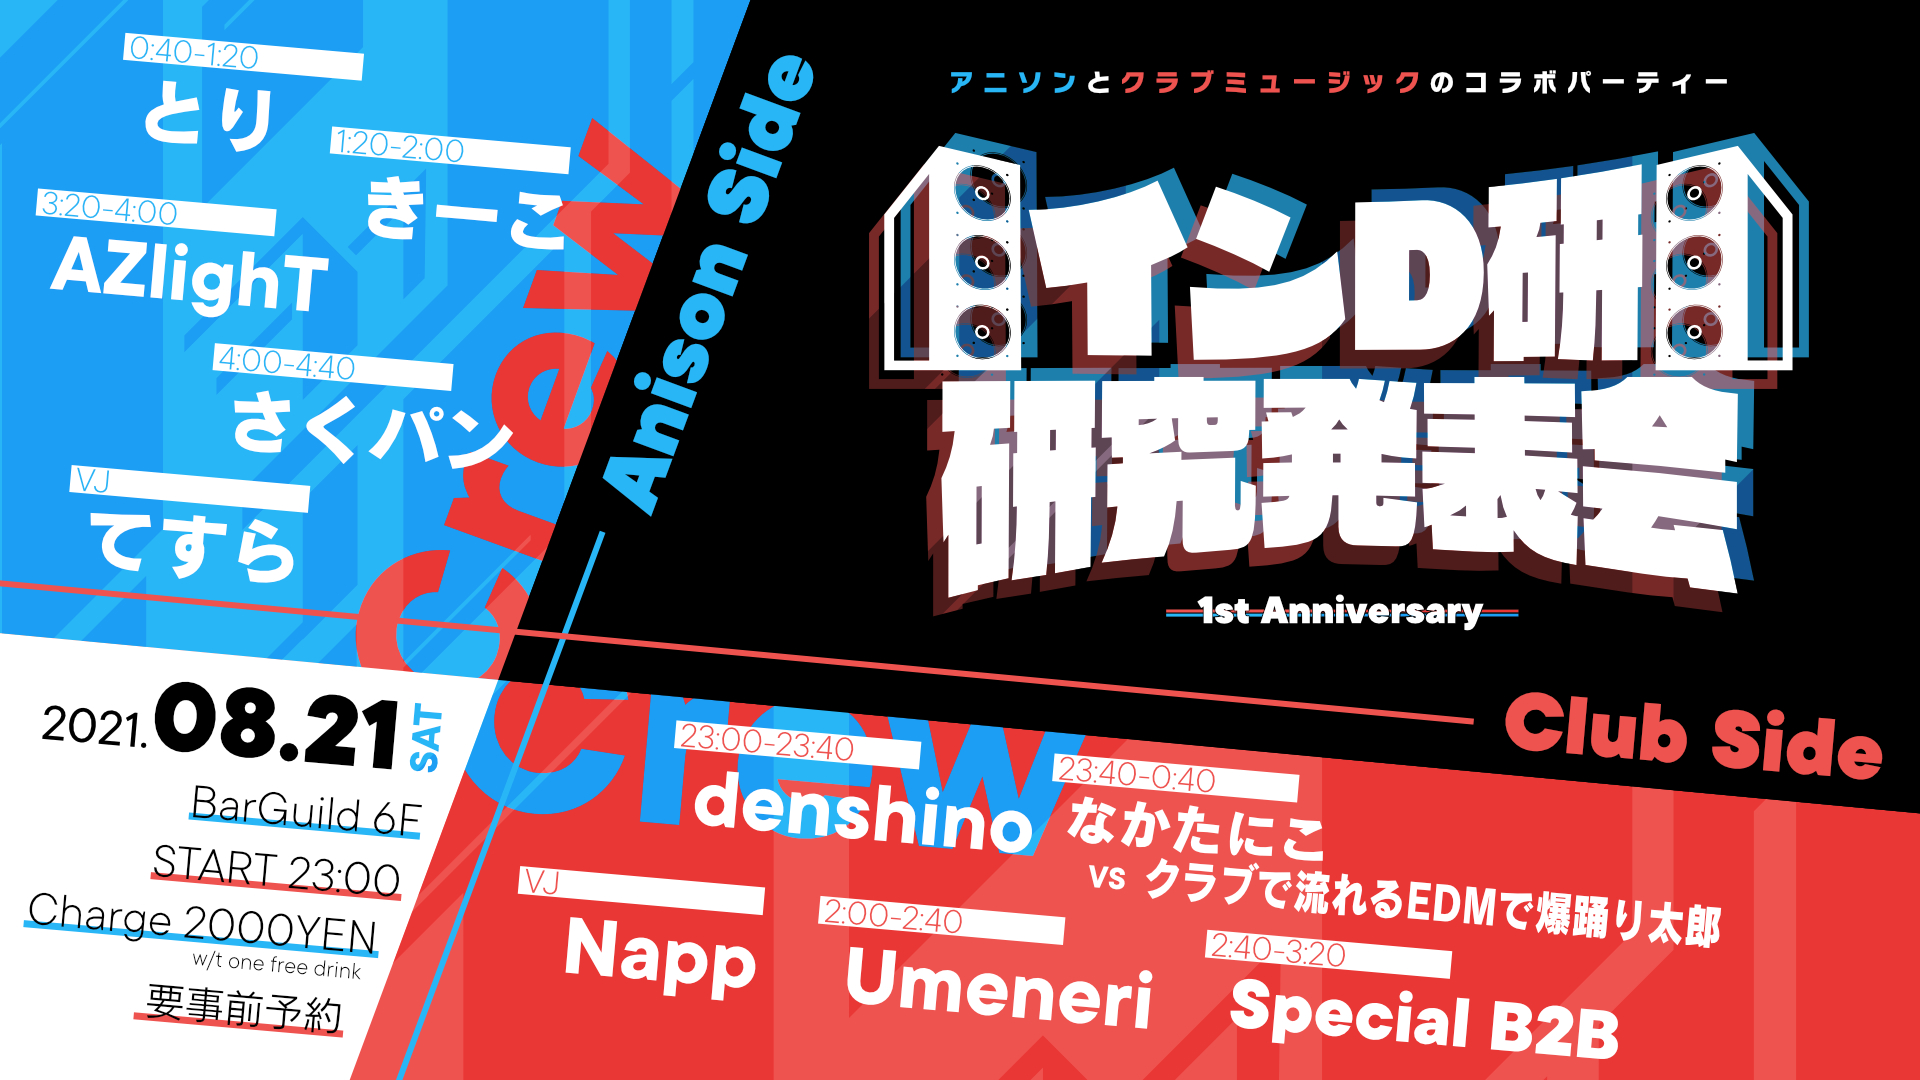 アニソンとクラブミュージックのコラボパーティー
インD研
研究発表会
1st Anniversary
Anison Side
crew
0:40-1:20
とり
1:20-2:00
きーこ
3:20-4:00
AZlighT
4:00-4:40
さくパン
VJ
てすら
Club Side
crew
23:00-23:40
denshino
23:40-0:40
なかたにこ
vs クラブで流れるEDMで爆踊り太郎
VJ
Napp
2:00-2:40
Umeneri
2:40-3:20
Special B2B
2021.08.21 SAT
BarGuild 6F
START 23:00
Charge 2000YEN
w/t one free drink
要事前予約